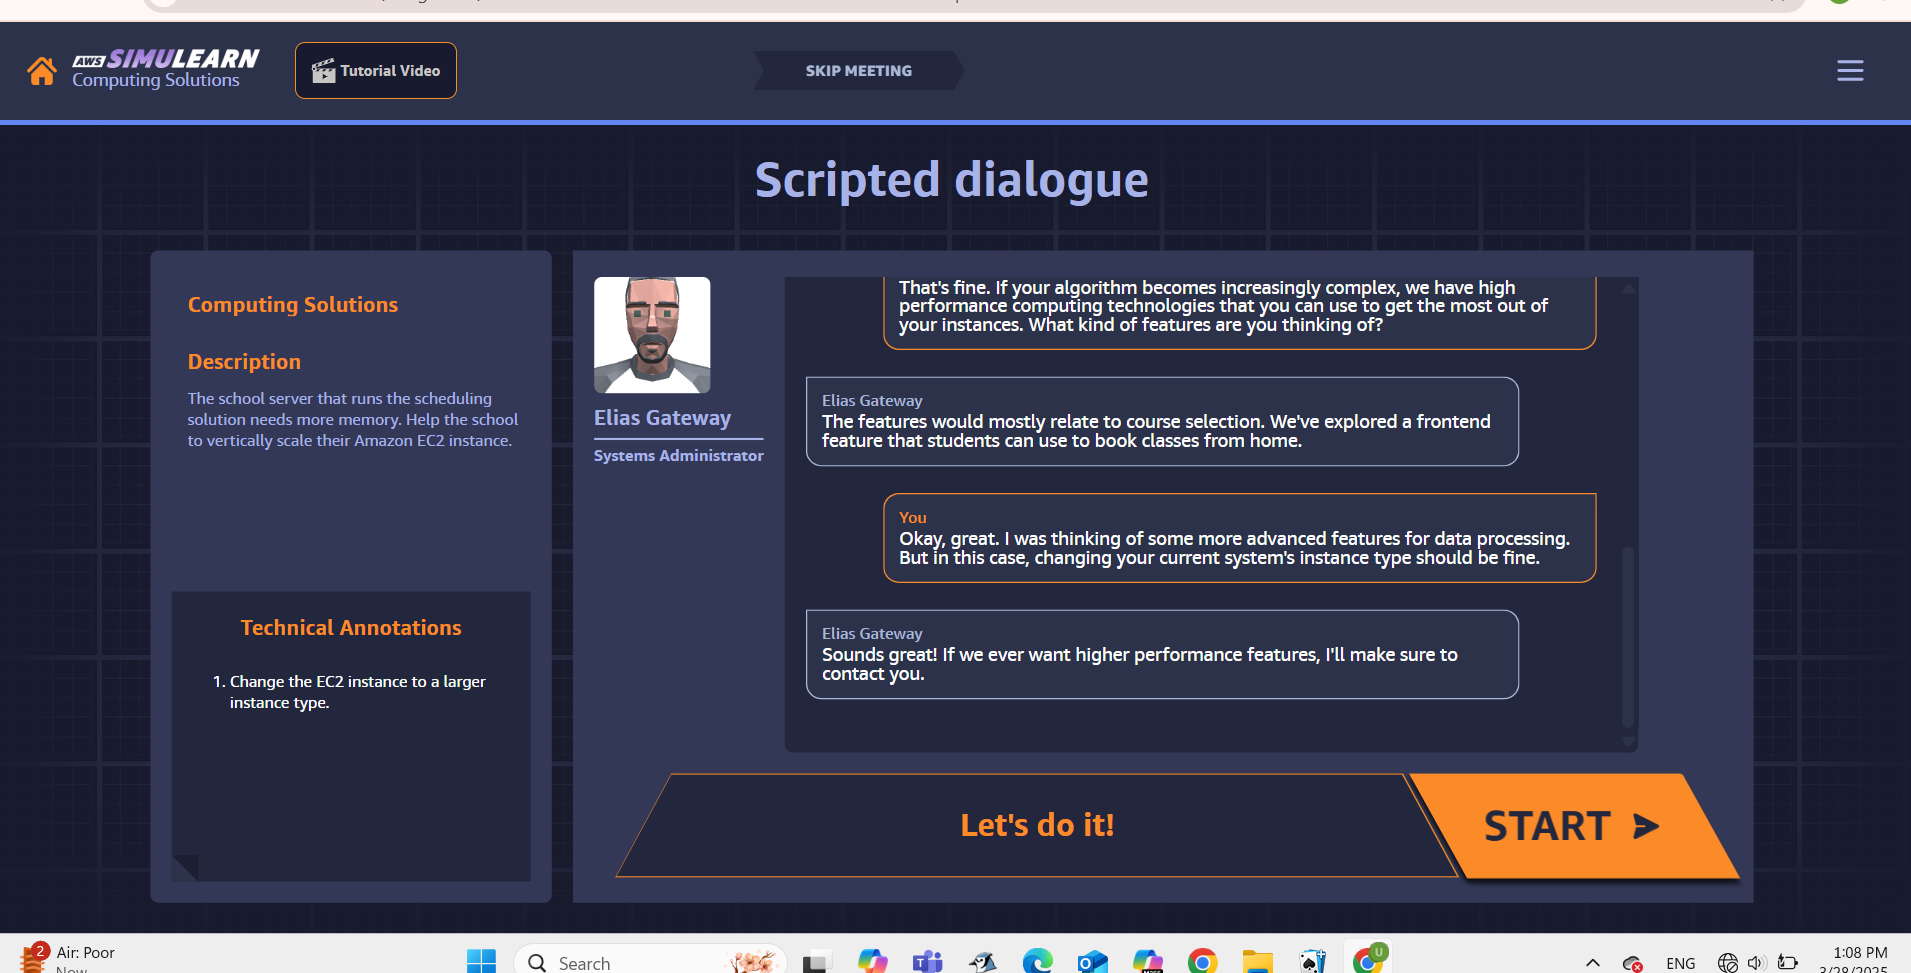 aws SIMULEARN
Computing Solutions
Tutorial Video
SKIP MEETING
Scripted dialogue
Computing Solutions
Description
The school server that runs the scheduling
solution needs more memory. Help the school
to vertically scale their Amazon EC2 instance.
Technical Annotations
1. Change the EC2 instance to a larger
instance type.
Elias Gateway
Systems Administrator
That's fine. If your algorithm becomes increasingly complex, we have high
performance computing technologies that you can use to get the most out of
your instances. What kind of features are you thinking of?
Elias Gateway
The features would mostly relate to course selection. We've explored a frontend
feature that students can use to book classes from home.
You
Okay, great. I was thinking of some more advanced features for data processing.
But in this case, changing your current system's instance type should be fine.
Elias Gateway
Sounds great! If we ever want higher performance features, I'll make sure to
contact you.
Let's do it!
START
2
Air: Poor
Now
Search
U
ENG
1:08 PM
3/28/2025